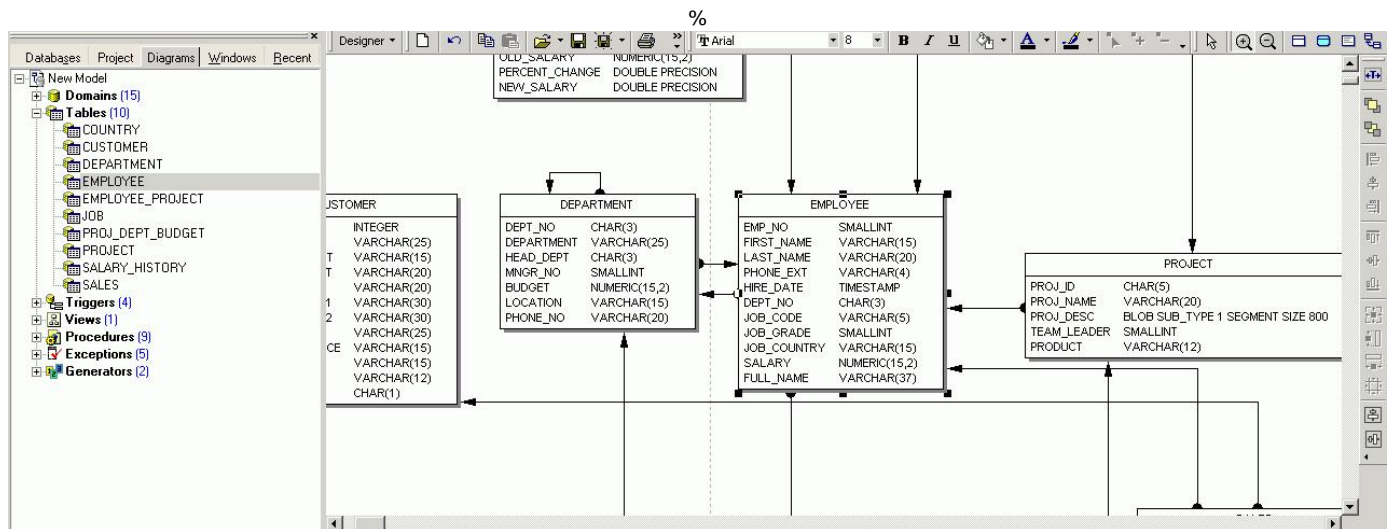 %
Designer
Arial
8
B I U
Databases Project Diagrams Windows Recent
New Model
Domains (15)
Tables (10)
COUNTRY
CUSTOMER
DEPARTMENT
EMPLOYEE
EMPLOYEE_PROJECT
JOB
PROJ_DEPT_BUDGET
PROJECT
SALARY_HISTORY
SALES
Triggers (4)
Views (1)
Procedures (9)
Exceptions (5)
Generators (2)
OLD_SALARY NUMERIC(15,2)
PERCENT_CHANGE DOUBLE PRECISION
NEW_SALARY DOUBLE PRECISION
USTOMER
INTEGER
VARCHAR(25)
T VARCHAR(15)
T VARCHAR(20)
VARCHAR(20)
1 VARCHAR(30)
2 VARCHAR(30)
VARCHAR(25)
CE VARCHAR(15)
VARCHAR(15)
VARCHAR(12)
CHAR(1)
DEPARTMENT
DEPT_NO CHAR(3)
DEPARTMENT VARCHAR(25)
HEAD_DEPT CHAR(3)
MNGR_NO SMALLINT
BUDGET NUMERIC(15,2)
LOCATION VARCHAR(15)
PHONE_NO VARCHAR(20)
EMPLOYEE
EMP_NO SMALLINT
FIRST_NAME VARCHAR(15)
LAST_NAME VARCHAR(20)
PHONE_EXT VARCHAR(4)
HIRE_DATE TIMESTAMP
DEPT_NO CHAR(3)
JOB_CODE VARCHAR(5)
JOB_GRADE SMALLINT
JOB_COUNTRY VARCHAR(15)
SALARY NUMERIC(15,2)
FULL_NAME VARCHAR(37)
PROJECT
PROJ_ID CHAR(5)
PROJ_NAME VARCHAR(20)
PROJ_DESC BLOB SUB_TYPE 1 SEGMENT SIZE 800
TEAM_LEADER SMALLINT
PRODUCT VARCHAR(12)